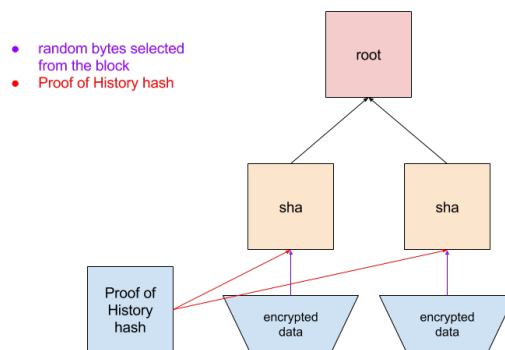 random bytes selected
from the block
Proof of History hash
root
sha
sha
Proof of
History
hash
encrypted
data
encrypted
data